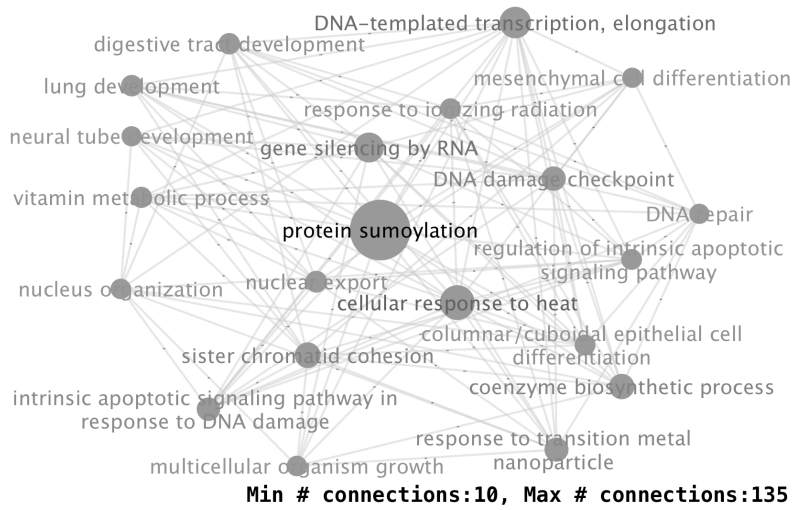 DNA-templated transcription, elongation
digestive tract development
mesenchymal cell differentiation
lung development
response to ionizing radiation
neural tube development
gene silencing by RNA
DNA damage checkpoint
vitamin metabolic process
DNA repair
protein sumoylation
regulation of intrinsic apoptotic
signaling pathway
nuclear export
nucleus organization
cellular response to heat
columnar/cuboidal epithelial cell
differentiation
sister chromatid cohesion
coenzyme biosynthetic process
intrinsic apoptotic signaling pathway in
response to DNA damage
response to transition metal
nanoparticle
multicellular organism growth
Min # connections:10, Max # connections:135